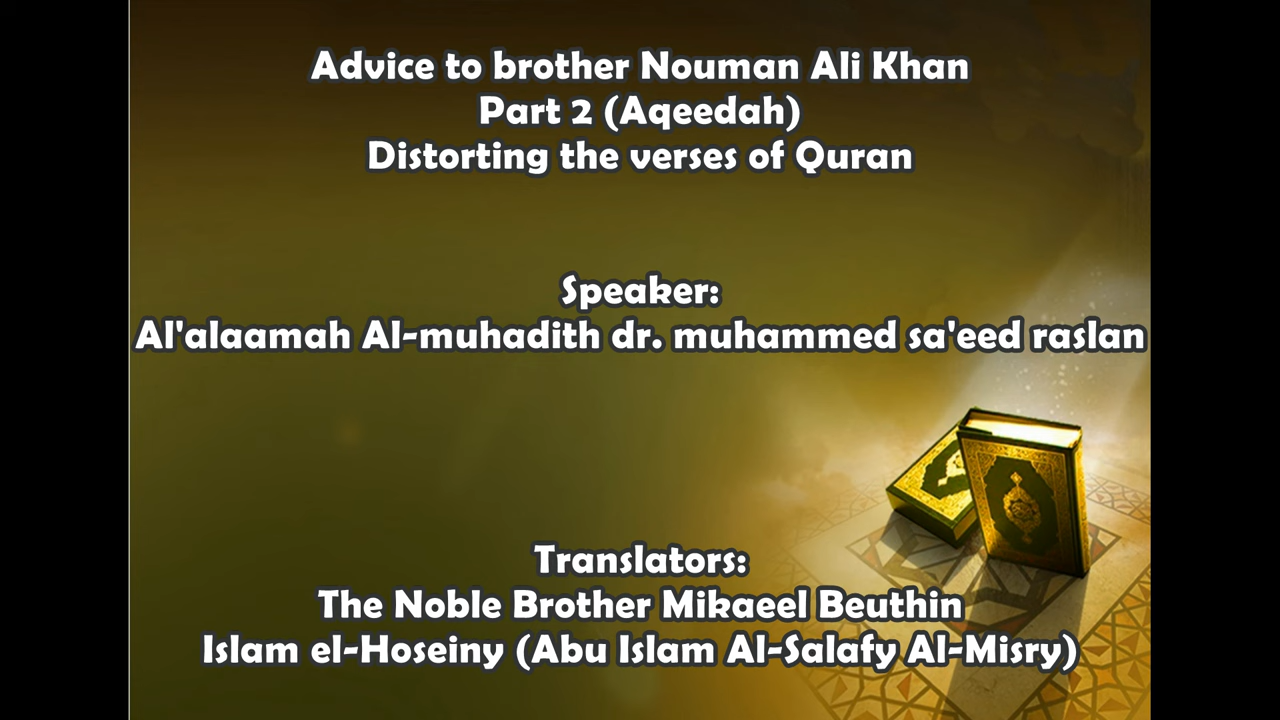 Advice to brother Nouman Ali Khan
Part 2 (Aqeedah)
Distorting the verses of Quran
Speaker:
Al'alaamah Al-muhadith dr. muhammed sa'eed raslan
Translators:
The Noble Brother Mikaeel Beuthin
Islam el-Hoseiny (Abu Islam Al-Salafy Al-Misry)